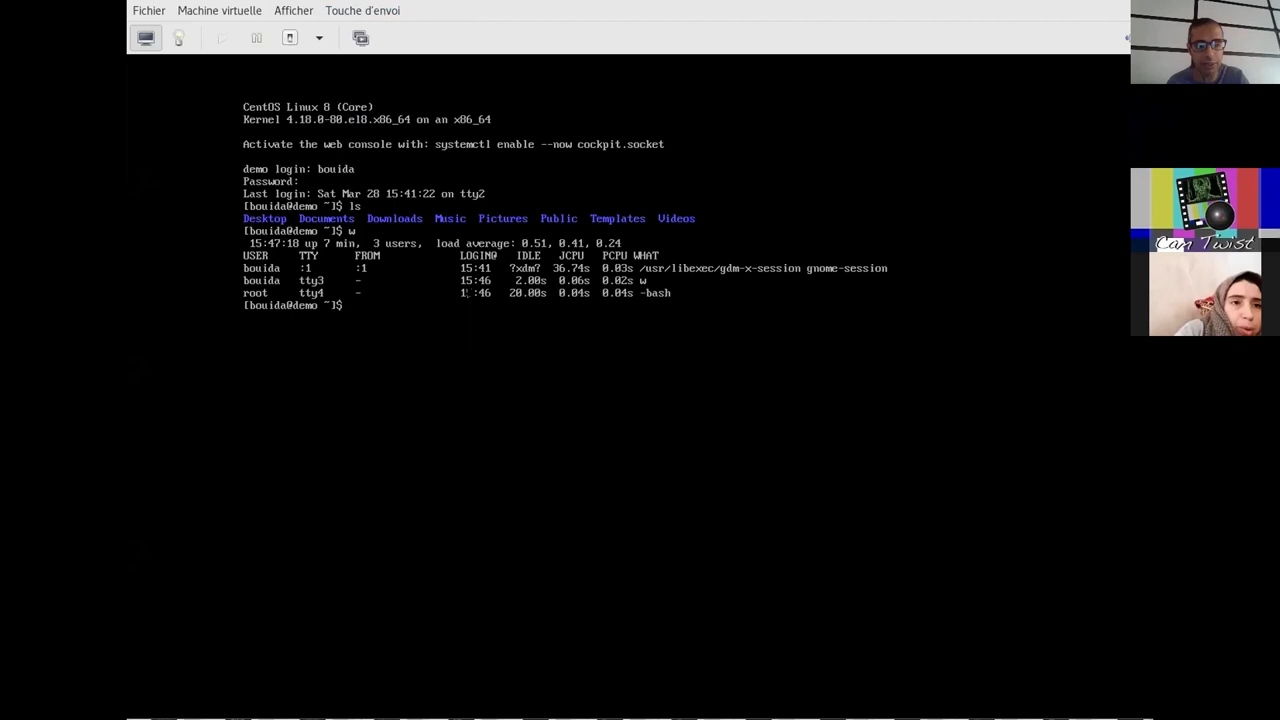 Fichier Machine virtuelle Afficher Touche d'envoi
CentOS Linux 8 (Core)
Kernel 4.18.0-80.el8.x86_64 on an x86_64
Activate the web console with: systemctl enable --now cockpit.socket
demo login: bouida
Password:
Last login: Sat Mar 28 15:41:22 on tty2
[bouida@demo ~]$ ls
Desktop Documents Downloads Music Pictures Public Templates Videos
[bouida@demo ~]$ w
15:47:18 up 7 min, 3 users, load average: 0.51, 0.41, 0.24
USER TTY FROM LOGIN@ IDLE JCPU PCPU WHAT
bouida :1 :1 15:41 ?xdm? 36.74s 0.03s /usr/libexec/gdm-x-session gnome-session
bouida tty3 - 15:46 2.00s 0.06s 0.02s w
root tty4 - 15:46 20.00s 0.04s 0.04s -bash
[bouida@demo ~]$
Cam Twist